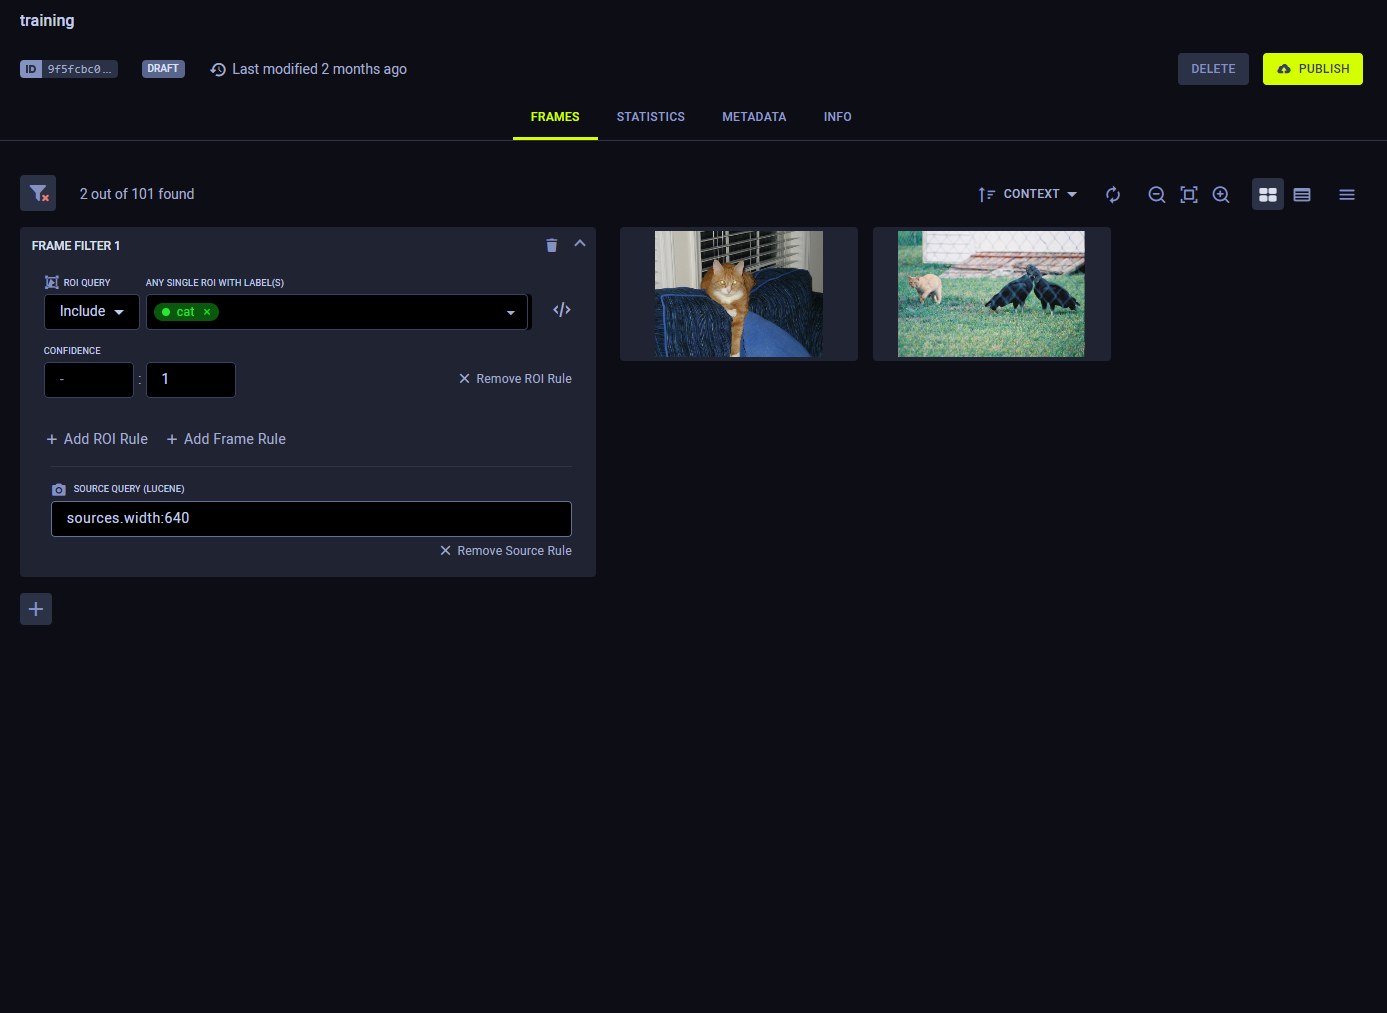 training
ID 9f5fcbc0...
DRAFT
Last modified 2 months ago
DELETE
PUBLISH
FRAMES
STATISTICS
METADATA
INFO
2 out of 101 found
CONTEXT
FRAME FILTER 1
ROI QUERY
ANY SINGLE ROI WITH LABEL(S)
Include
cat
CONFIDENCE
- : 1
Remove ROI Rule
+ Add ROI Rule
+ Add Frame Rule
SOURCE QUERY (LUCENE)
sources.width:640
Remove Source Rule